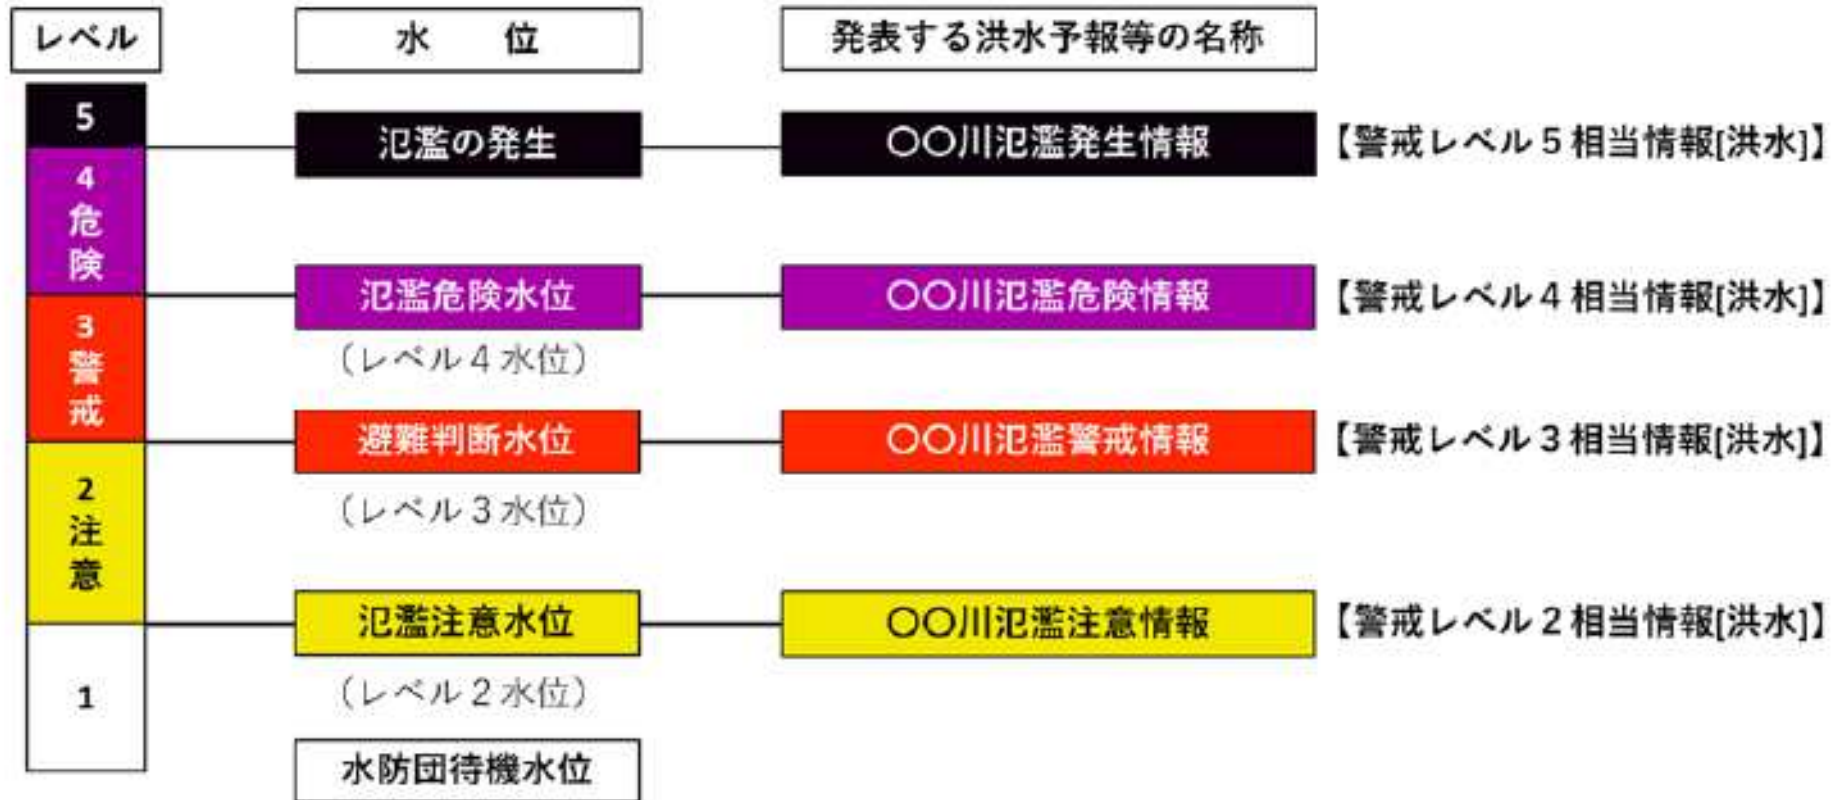 レベル
水　　位
発表する洪水予報等の名称
5
氾濫の発生
〇〇川氾濫発生情報
【警戒レベル５相当情報[洪水]】
4
危
険
氾濫危険水位
〇〇川氾濫危険情報
【警戒レベル４相当情報[洪水]】
（レベル４水位）
3
警
戒
避難判断水位
〇〇川氾濫警戒情報
【警戒レベル３相当情報[洪水]】
（レベル３水位）
2
注
意
氾濫注意水位
〇〇川氾濫注意情報
【警戒レベル２相当情報[洪水]】
（レベル２水位）
1
水防団待機水位